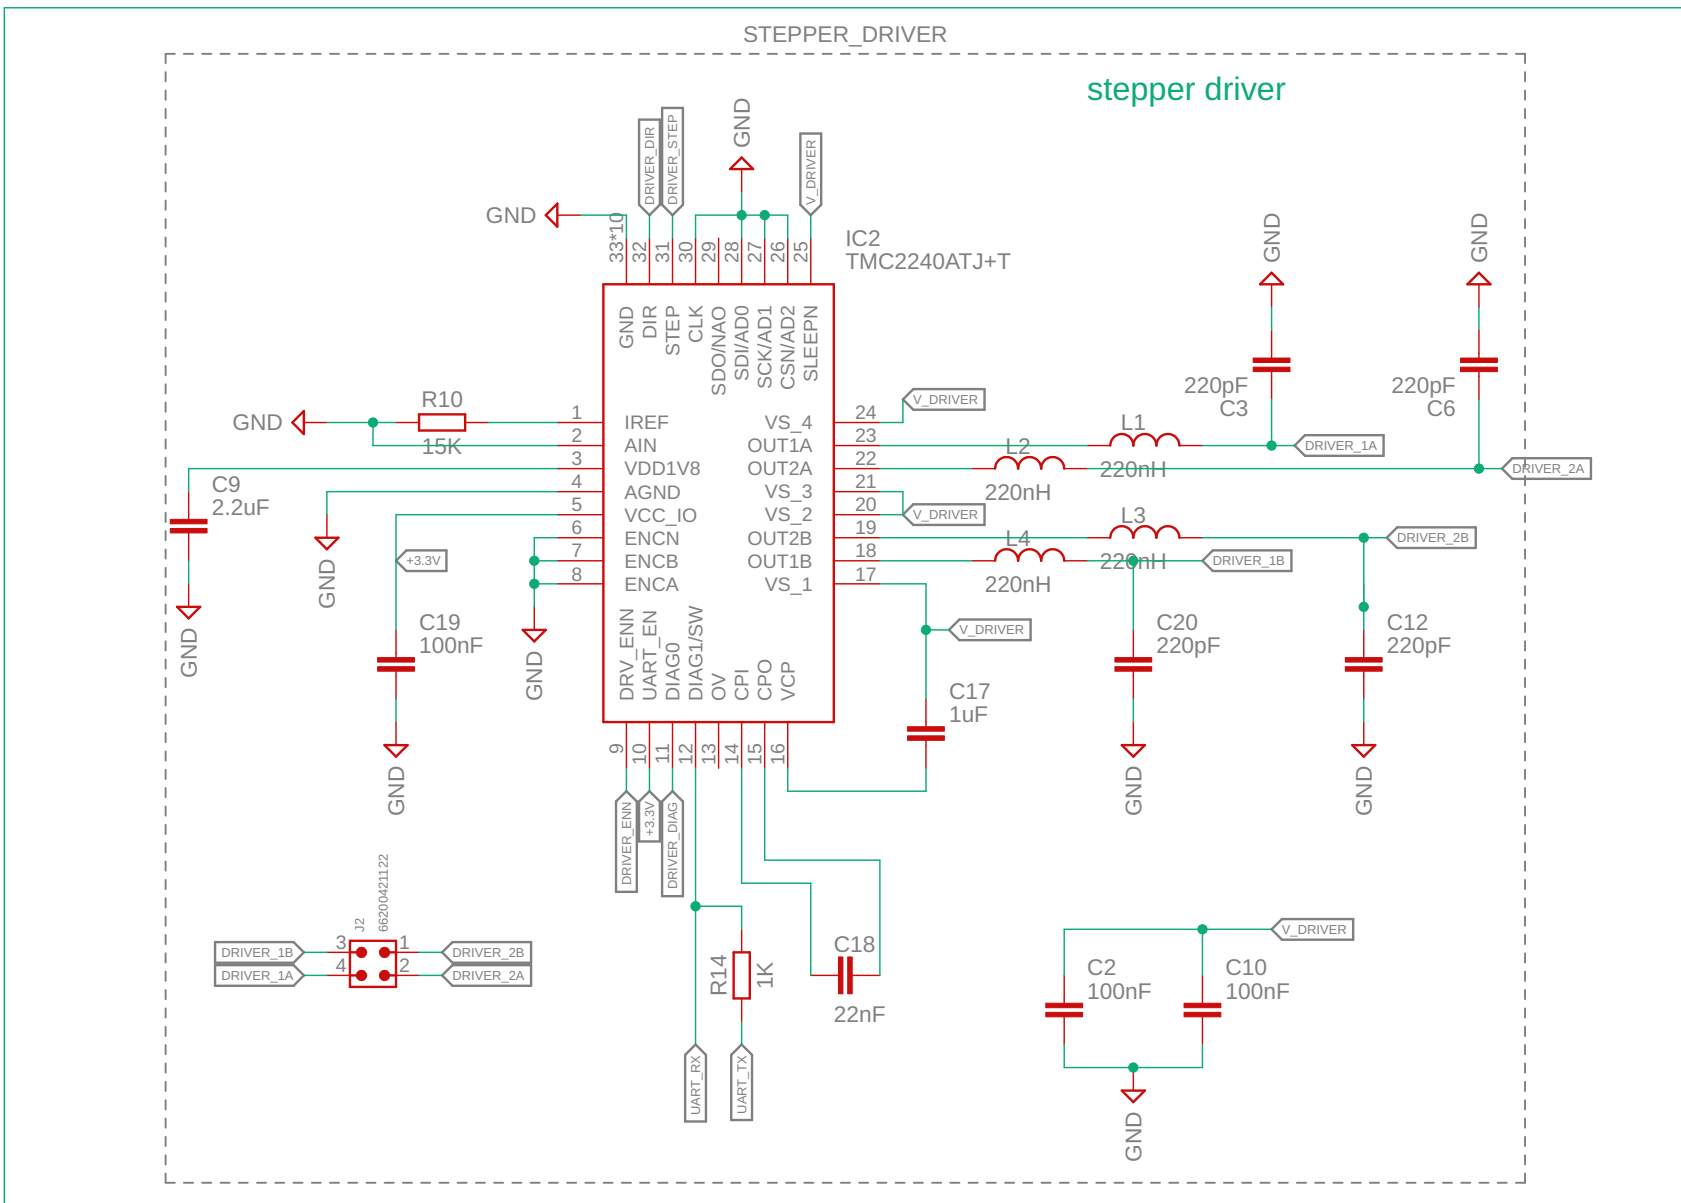 STEPPER_DRIVER
stepper driver
GND
DRIVER_DIR
DRIVER_STEP
GND
V_DRIVER
33*10
32
31
30
29
28
27
26
25
IC2
TMC2240ATJ+T
GND
DIR
STEP
CLK
SDO/NAO
SDI/AD0
SCK/AD1
CSN/AD2
SLEEPN
GND
220pF
C3
GND
220pF
C6
GND
R10
15K
1 IREF
2 AIN
3 VDD1V8
4 AGND
5 VCC_IO
6 ENCN
7 ENCB
8 ENCA
VS_4 24
OUT1A 23
OUT2A 22
VS_3 21
VS_2 20
OUT2B 19
OUT1B 18
VS_1 17
V_DRIVER
L1
220nH
DRIVER_1A
L2
220nH
DRIVER_2A
V_DRIVER
L3
220nH
DRIVER_2B
L4
220nH
DRIVER_1B
V_DRIVER
C9
2.2uF
GND
GND
+3.3V
C19
100nF
GND
GND
DRV_ENN
UART_EN
DIAG0
DIAG1/SW
OV
CPI
CPO
VCP
9
10
11
12
13
14
15
16
C17
1uF
C20
220pF
GND
C12
220pF
GND
DRIVER_ENN
+3.3V
DRIVER_DIAG
J2
66200421122
DRIVER_1B 3 1 DRIVER_2B
DRIVER_1A 4 2 DRIVER_2A
R14
1K
C18
22nF
UART_RX
UART_TX
V_DRIVER
C2
100nF
C10
100nF
GND